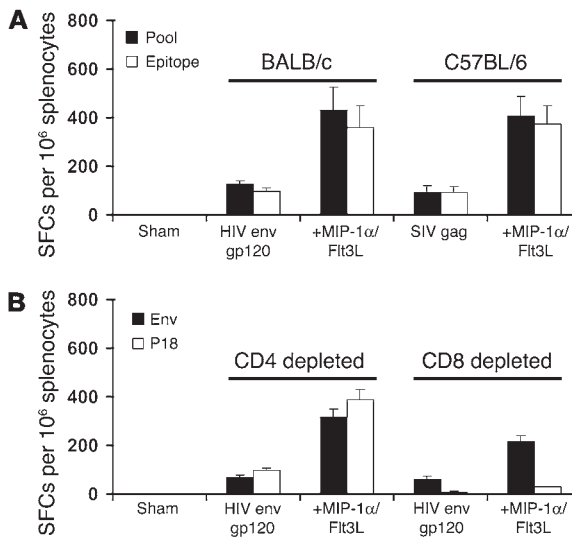 A
SFCs per 10⁶ splenocytes
800
600
400
200
0
Pool
Epitope
BALB/c
C57BL/6
Sham
HIV env
gp120
+MIP-1α/
Flt3L
SIV gag
+MIP-1α/
Flt3L
B
SFCs per 10⁶ splenocytes
800
600
400
200
0
Env
P18
CD4 depleted
CD8 depleted
Sham
HIV env
gp120
+MIP-1α/
Flt3L
HIV env
gp120
+MIP-1α/
Flt3L